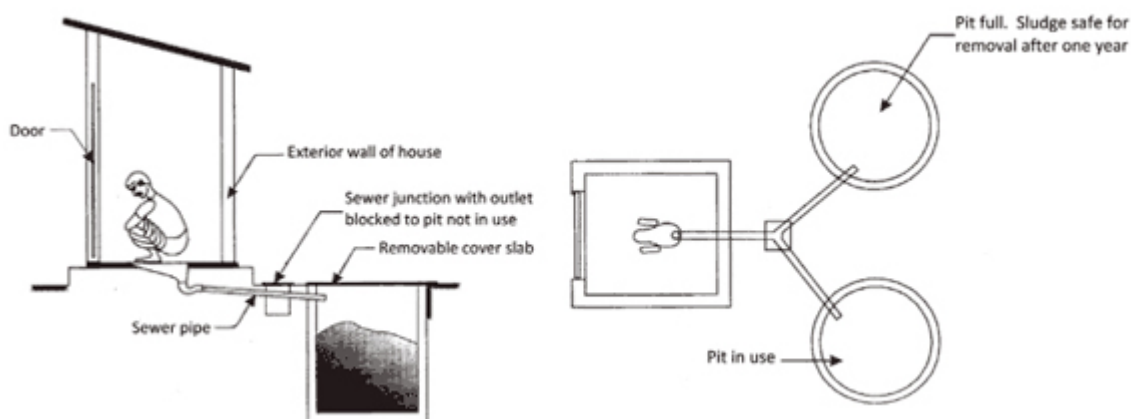 Door
Exterior wall of house
Sewer junction with outlet
blocked to pit not in use
Removable cover slab
Sewer pipe
Pit full. Sludge safe for
removal after one year
Pit in use